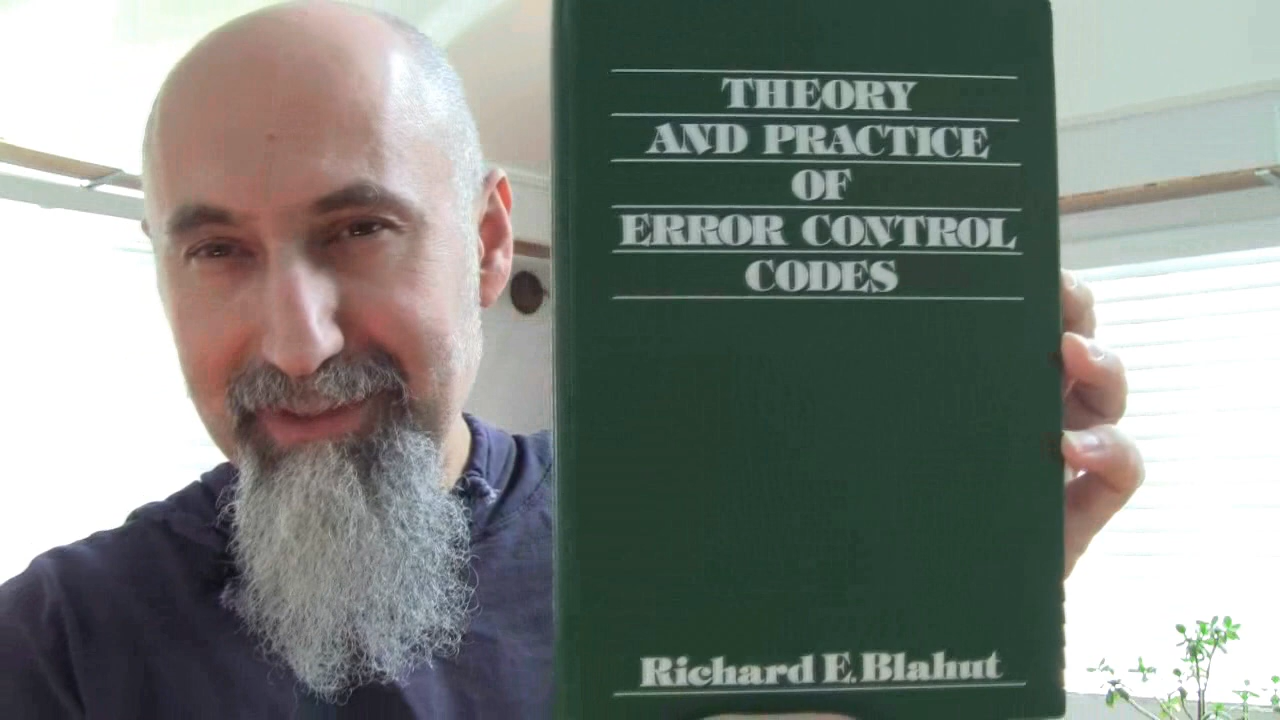 THEORY
AND PRACTICE
OF
ERROR CONTROL
CODES
Richard E. Blahut